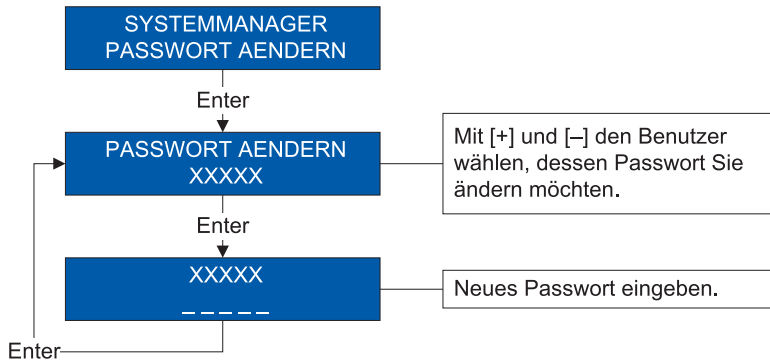 SYSTEMMANAGER
PASSWORT AENDERN
Enter
PASSWORT AENDERN
XXXXX
Mit [+] und [–] den Benutzer
wählen, dessen Passwort Sie
ändern möchten.
Enter
XXXXX
_ _ _ _ _
Neues Passwort eingeben.
Enter